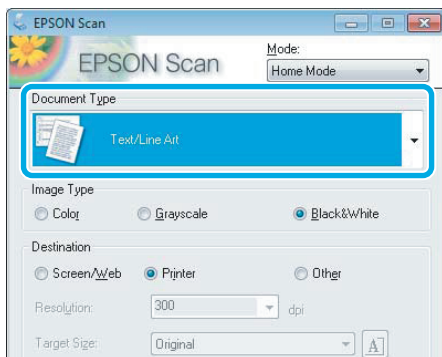 EPSON Scan
EPSON Scan
Mode:
Home Mode
Document Type
Text/Line Art
Image Type
Color
Grayscale
Black&White
Destination
Screen/Web
Printer
Other
Resolution:
300
dpi
Target Size:
Original
A